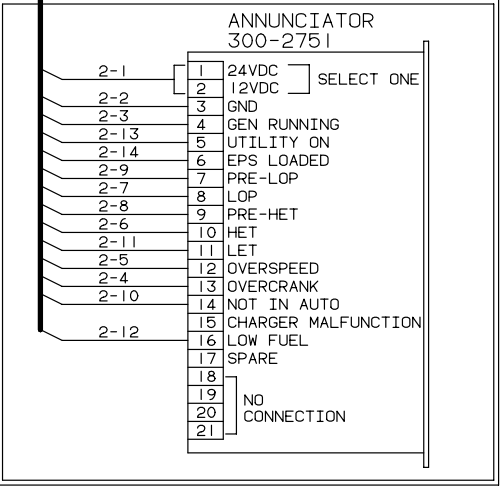 ANNUNCIATOR
300-2751
2-1 1 24VDC
2 12VDC SELECT ONE
2-2 3 GND
2-3 4 GEN RUNNING
2-13 5 UTILITY ON
2-14 6 EPS LOADED
2-9 7 PRE-LOP
2-7 8 LOP
2-8 9 PRE-HET
2-6 10 HET
2-11 11 LET
2-5 12 OVERSPEED
2-4 13 OVERCRANK
2-10 14 NOT IN AUTO
15 CHARGER MALFUNCTION
2-12 16 LOW FUEL
17 SPARE
18
19 NO
20 CONNECTION
21